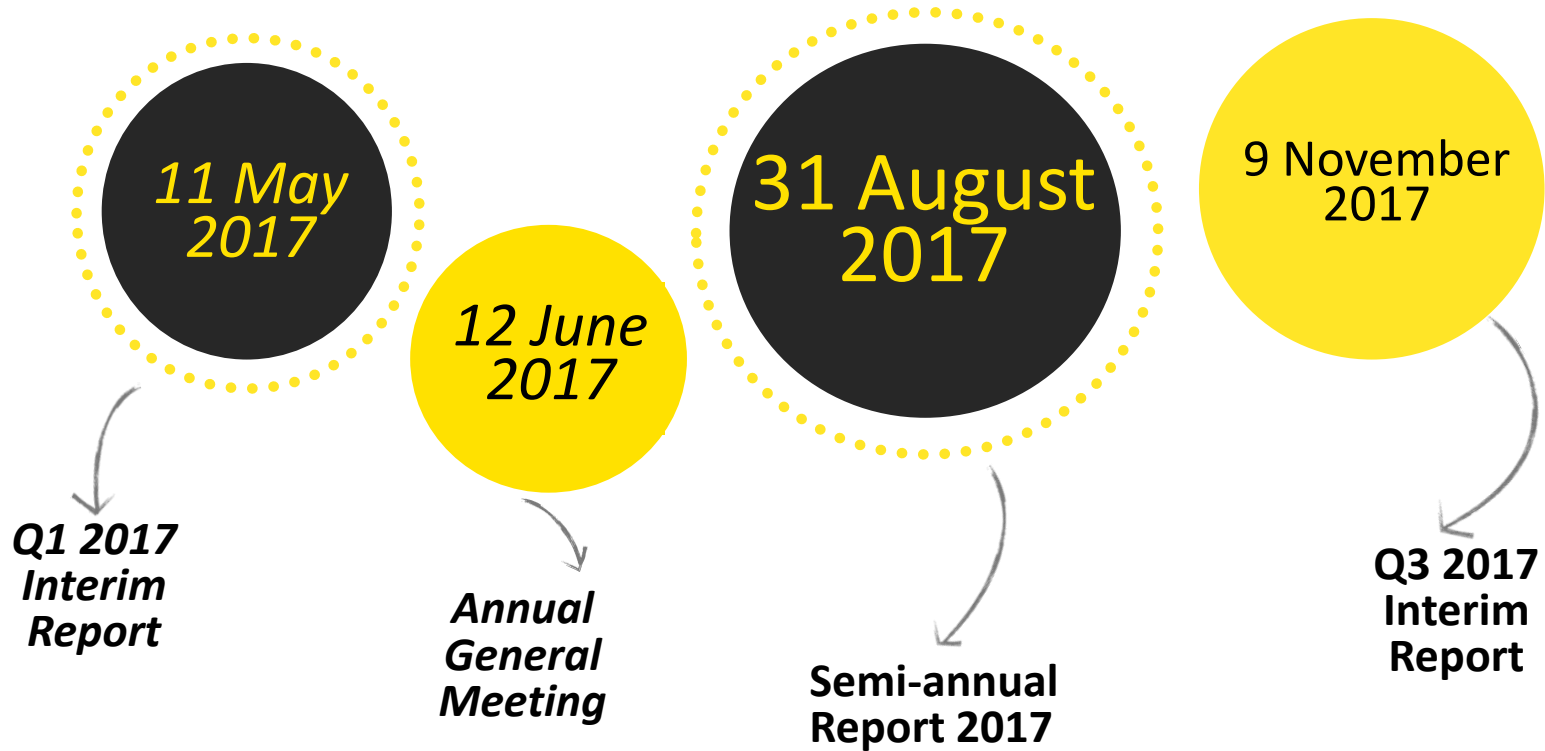 11 May
2017
Q1 2017
Interim
Report
12 June
2017
Annual
General
Meeting
31 August
2017
Semi-annual
Report 2017
9 November
2017
Q3 2017
Interim
Report